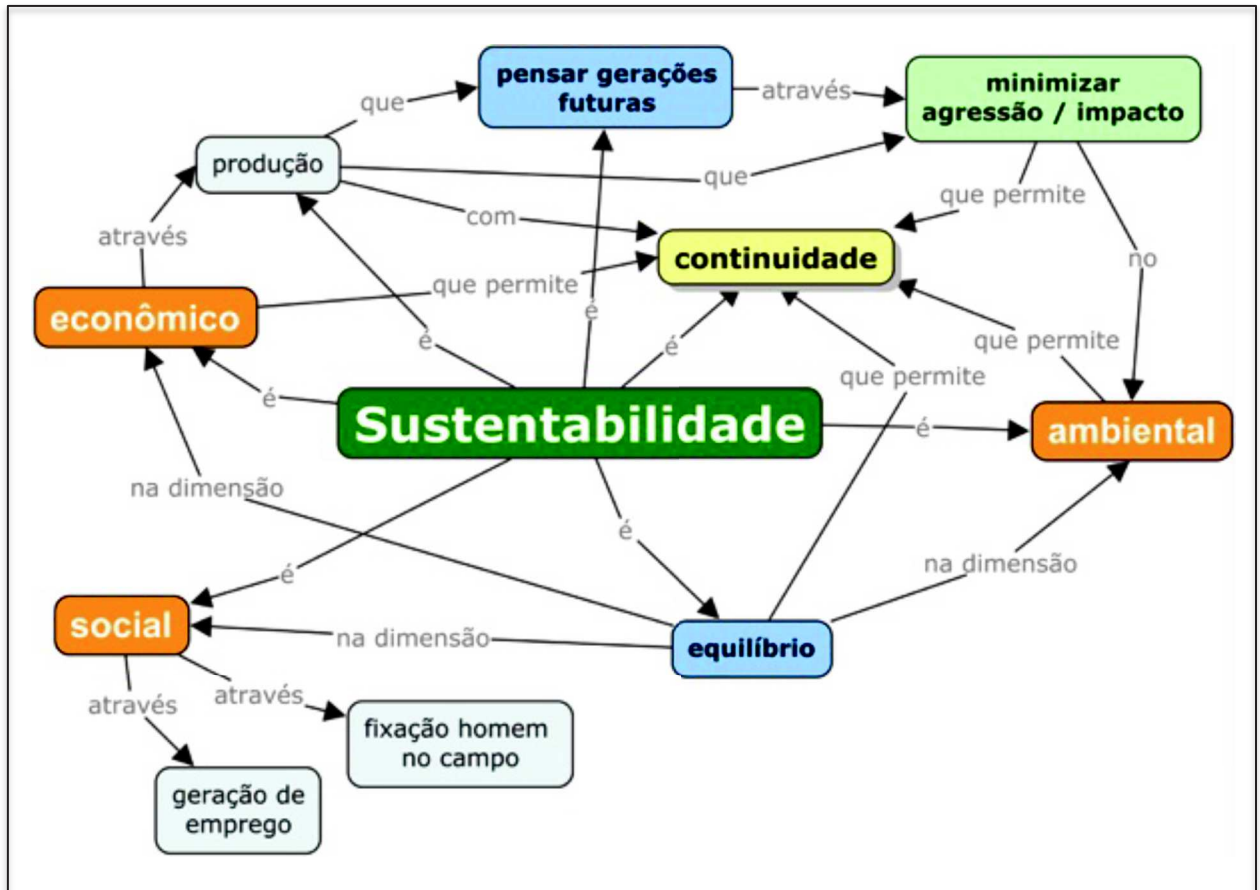 pensar gerações
futuras
minimizar
agressão / impacto
que
através
produção
que
que permite
com
através
continuidade
no
que permite
econômico
é
é
é
que permite
que permite
é
Sustentabilidade
é
ambiental
na dimensão
é
na dimensão
é
social
na dimensão
equilíbrio
através
através
fixação homem
no campo
geração de
emprego